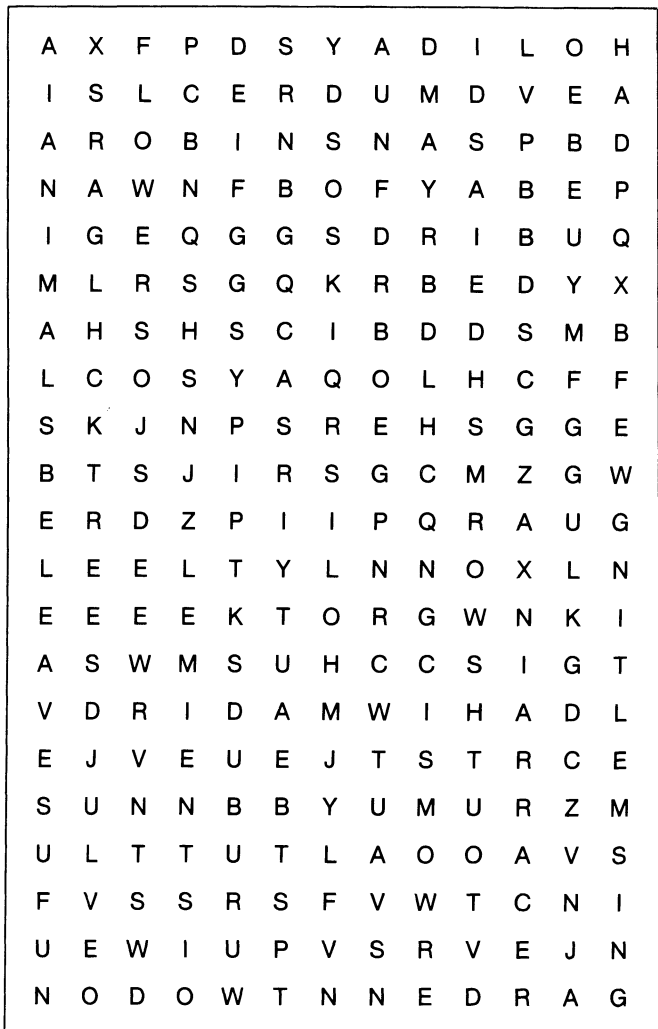 A X F P D S Y A D I L O H
I S L C E R D U M D V E A
A R O B I N S N A S P B D
N A W N F B O F Y A B E P
I G E Q G G S D R I B U Q
M L R S G Q K R B E D Y X
A H S H S C I B D D S M B
L C O S Y A Q O L H C F F
S K J N P S R E H S G G E
B T S J I R S G C M Z G W
E R D Z P I I P Q R A U G
L E E L T Y L N N O X L N
E E E E K T O R G W N K I
A S W M S U H C C S I G T
V D R I D A M W I H A D L
E J V E U E J T S T R C E
S U N N B B Y U M U R Z M
U L T T U T L A O O A V S
F V S S R S F V W T C N I
U E W I U P V S R V E J N
N O D O W T N N E D R A G